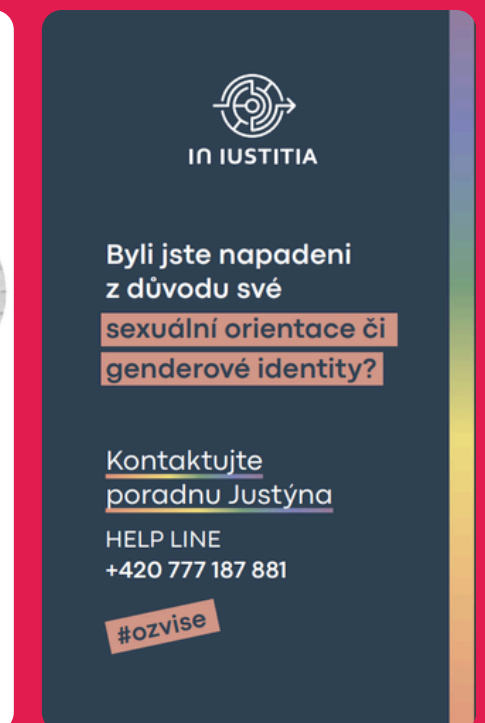 IN IUSTITIA
Byli jste napadeni
z důvodu své
sexuální orientace či
genderové identity?
Kontaktujte
poradnu Justýna
HELP LINE
+420 777 187 881
#ozvise